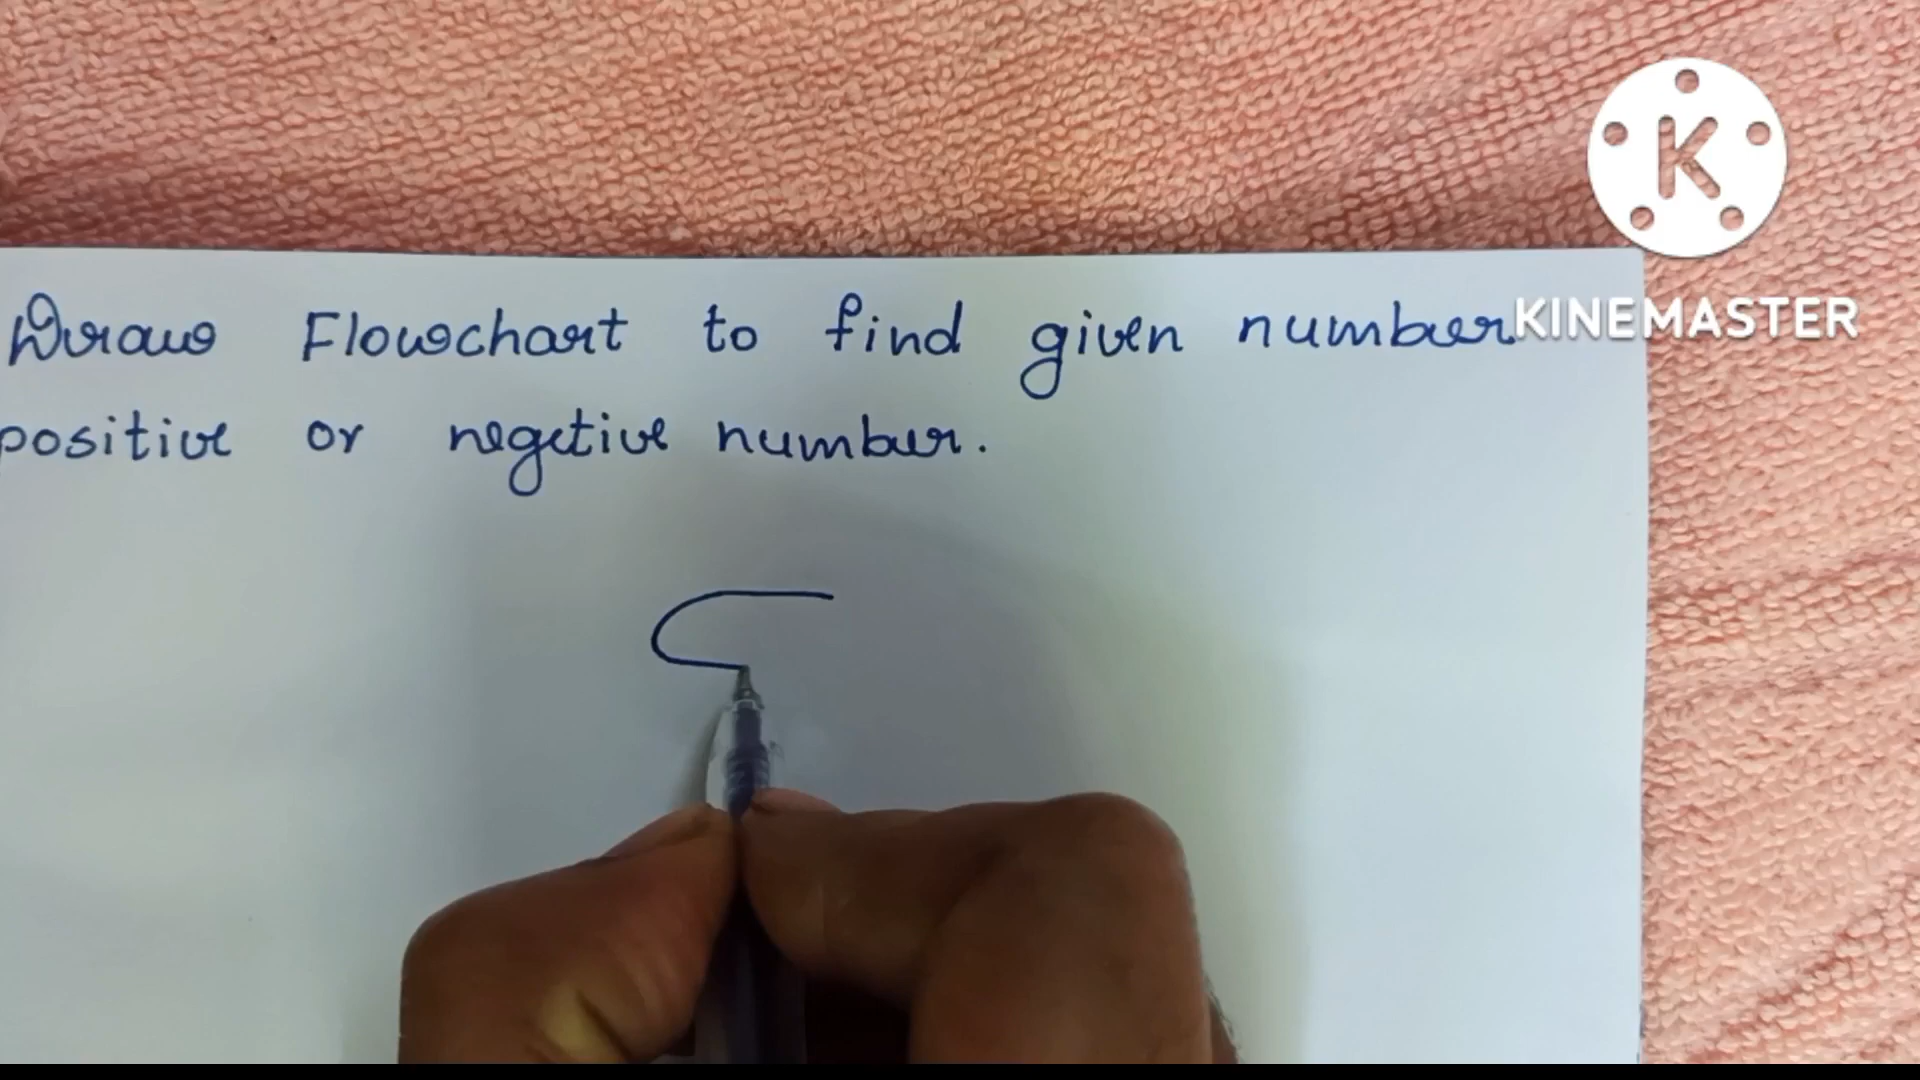 Draw Flowchart to find given number
positive or negetive number.
K
KINEMASTER